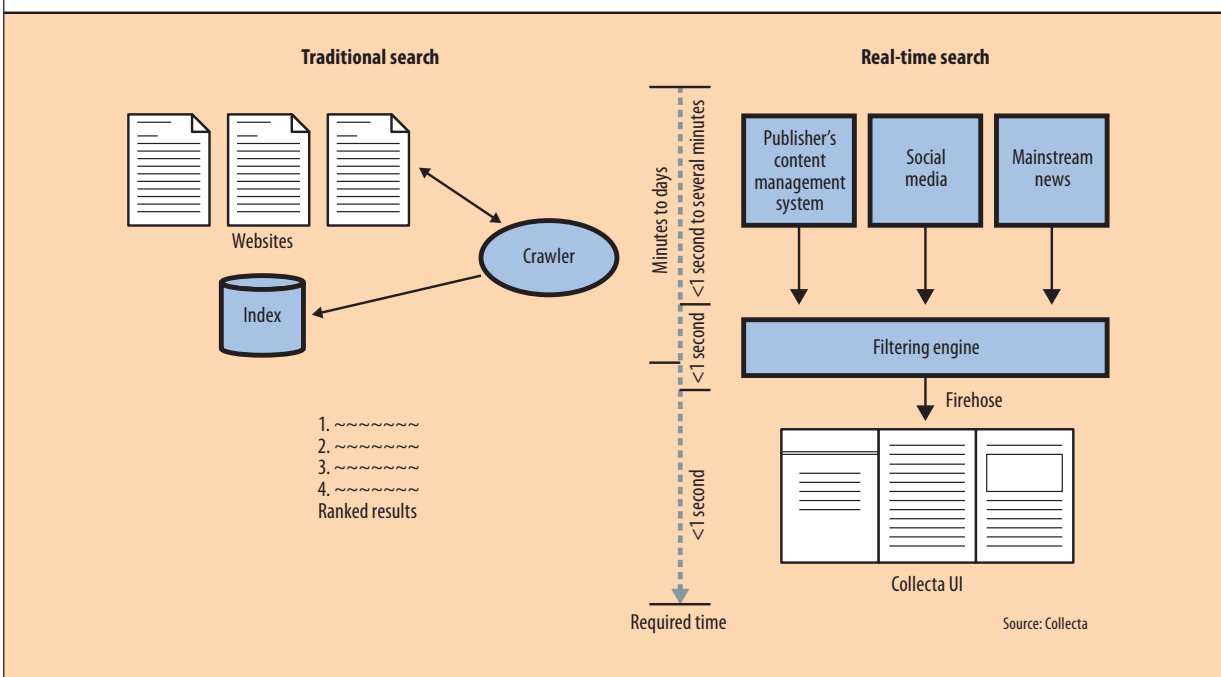 Traditional search
Websites
Crawler
Index
1. ~~~~~~~
2. ~~~~~~~
3. ~~~~~~~
4. ~~~~~~~
Ranked results
Minutes to days
<1 second to several minutes
<1 second
<1 second
Required time
Real-time search
Publisher’s
content
management
system
Social
media
Mainstream
news
Filtering engine
Firehose
Collecta UI
Source: Collecta